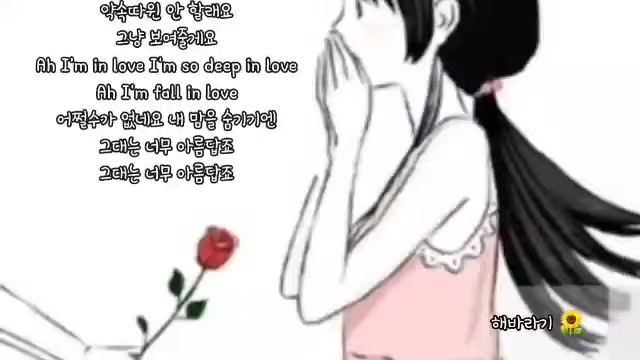 약속따윈 안 할래요
그냥 보여줄게요
Ah I'm in love I'm so deep in love
Ah I'm fall in love
어쩔수가 없네요 내 맘을 숨기기엔
그대는 너무 아름답죠
그대는 너무 아름답죠
해바라기 🌻